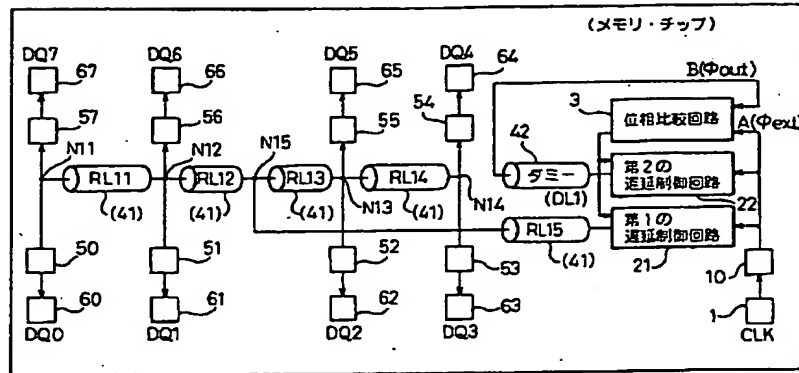 (メモリ・チップ)
DQ7
DQ6
DQ5
DQ4
67
66
65
64
B(Φout)
3
位相比較回路
A(Φext)
57
56
55
54
42
N11
N12
N15
RL11
RL12
RL13
RL14
(41)
(41)
(41)
(41)
N13
N14
ダミー
(DL1)
第2の
遅延制御回路
22
第1の
遅延制御回路
21
RL15
(41)
50
51
52
53
10
60
61
62
63
1
DQ0
DQ1
DQ2
DQ3
CLK